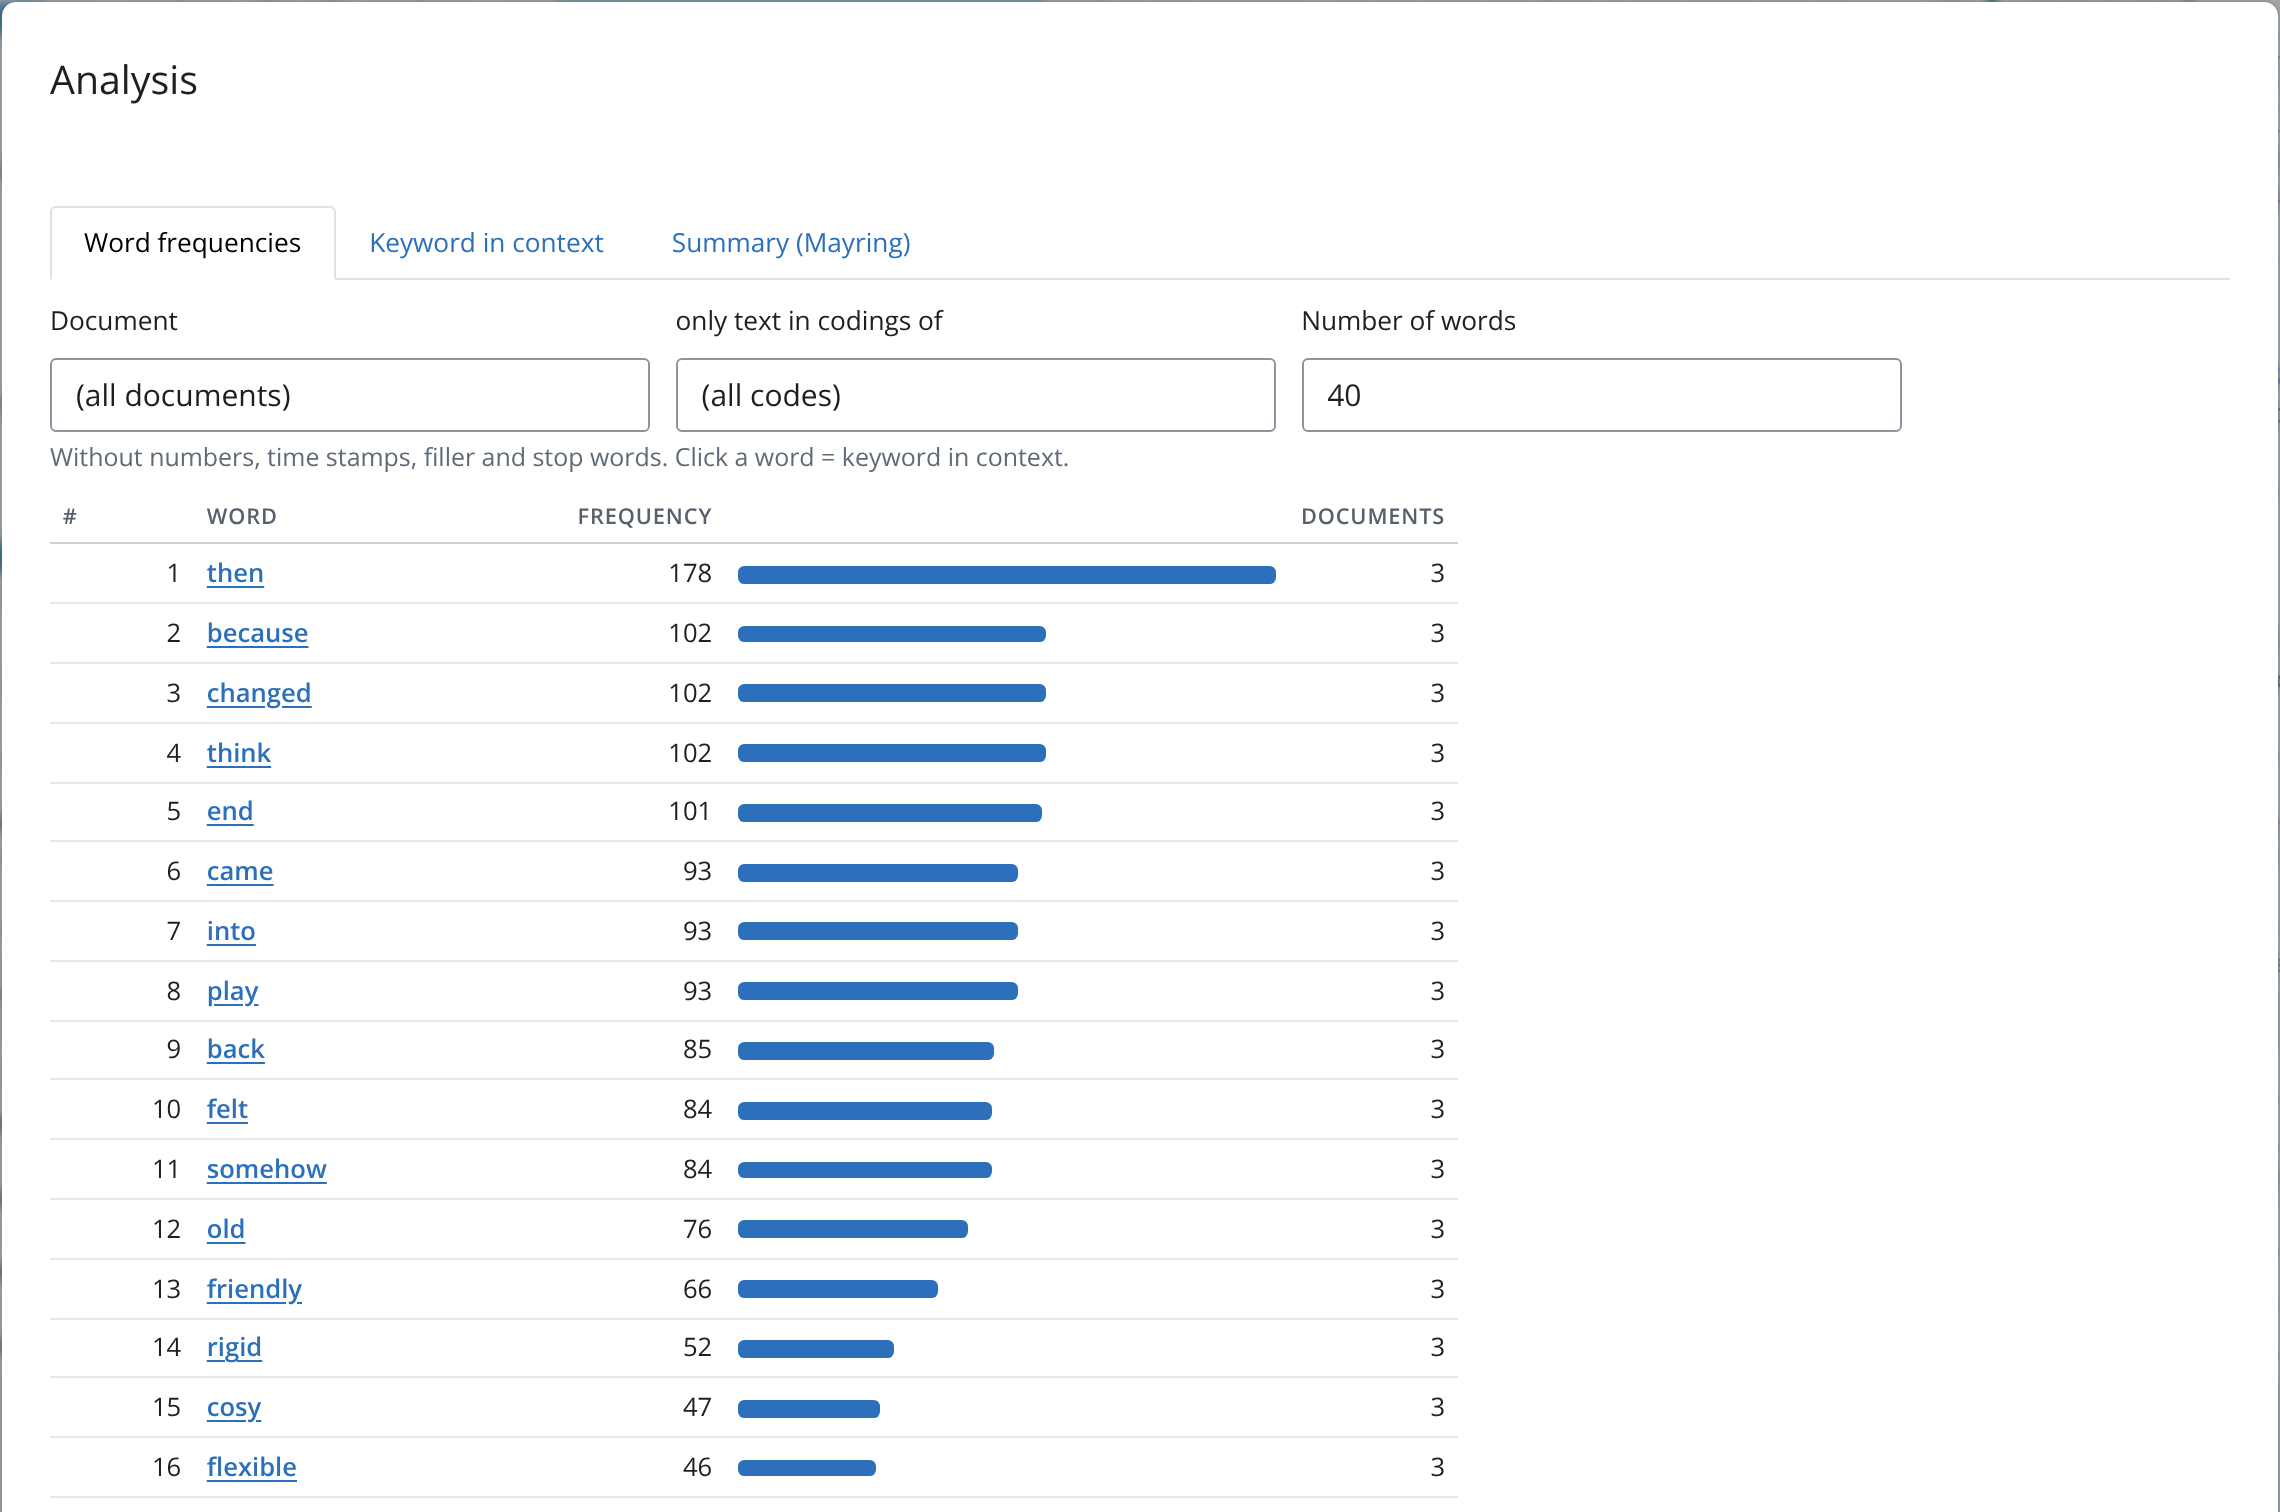 Analysis
Word frequencies Keyword in context Summary (Mayring)
Document only text in codings of Number of words
(all documents) (all codes) 40
Without numbers, time stamps, filler and stop words. Click a word = keyword in context.
# WORD FREQUENCY DOCUMENTS
1 then 178 3
2 because 102 3
3 changed 102 3
4 think 102 3
5 end 101 3
6 came 93 3
7 into 93 3
8 play 93 3
9 back 85 3
10 felt 84 3
11 somehow 84 3
12 old 76 3
13 friendly 66 3
14 rigid 52 3
15 cosy 47 3
16 flexible 46 3